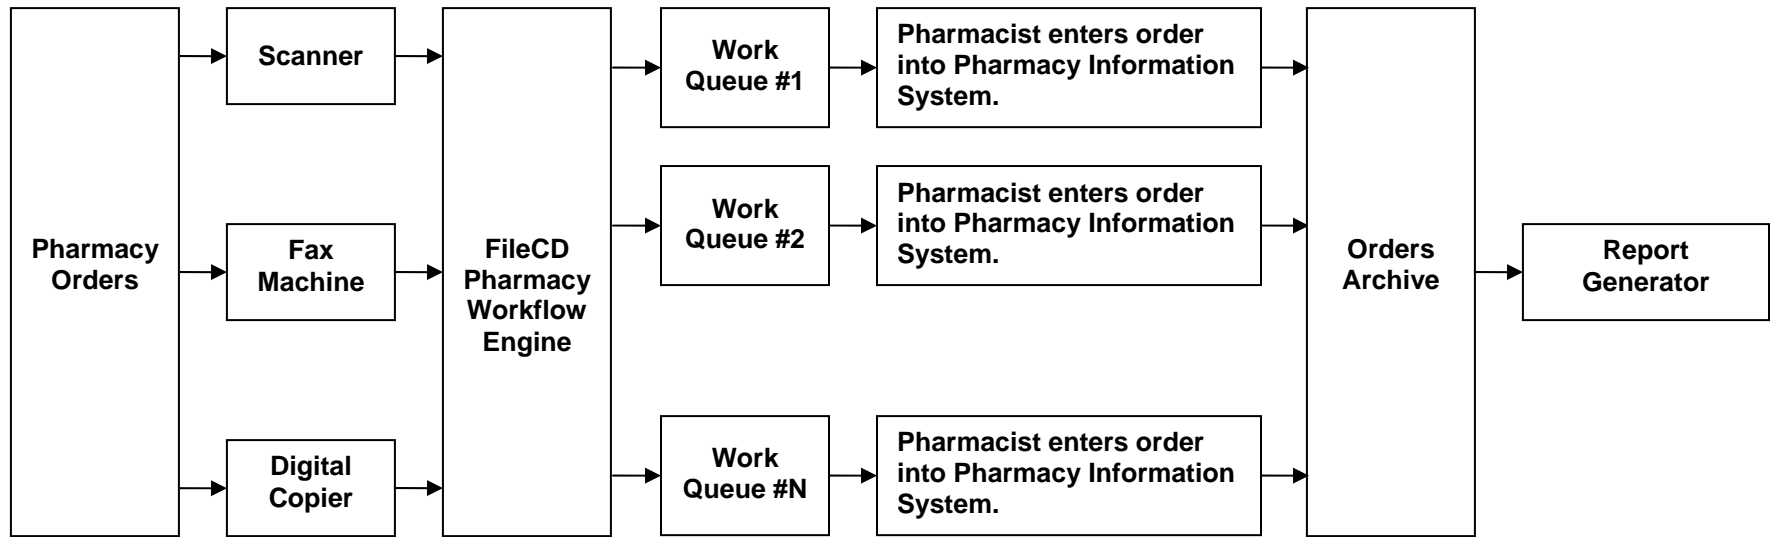 Pharmacy
Orders
Scanner
Fax
Machine
Digital
Copier
FileCD
Pharmacy
Workflow
Engine
Work
Queue #1
Pharmacist enters order
into Pharmacy Information
System.
Work
Queue #2
Pharmacist enters order
into Pharmacy Information
System.
Work
Queue #N
Pharmacist enters order
into Pharmacy Information
System.
Orders
Archive
Report
Generator